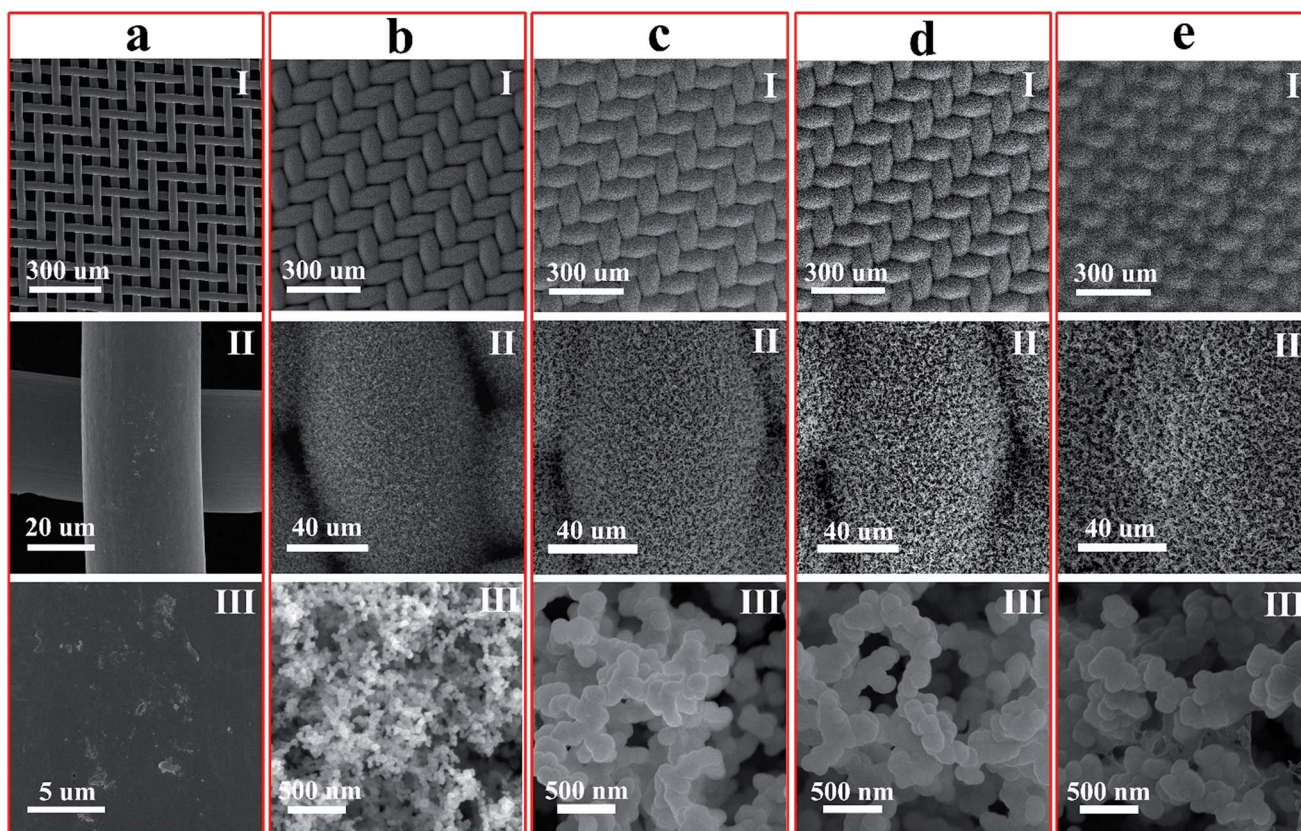 a b c d e
I I I I I
300 um 300 um 300 um 300 um 300 um
II II II II II
20 um 40 um 40 um 40 um 40 um
III III III III III
5 um 500 nm 500 nm 500 nm 500 nm